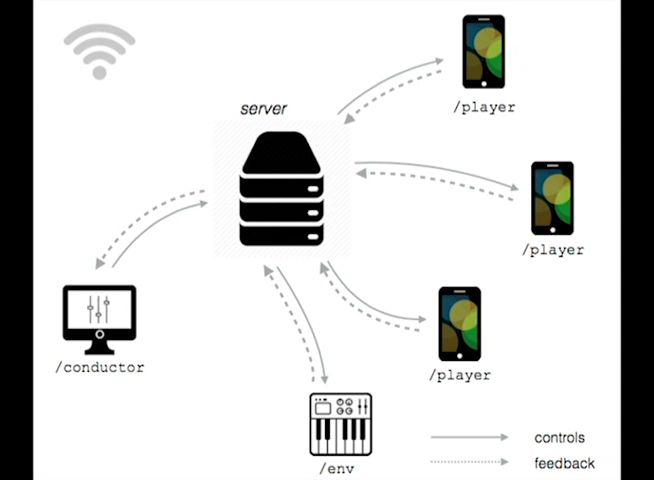 server
/player
/player
/player
/conductor
/env
controls
feedback